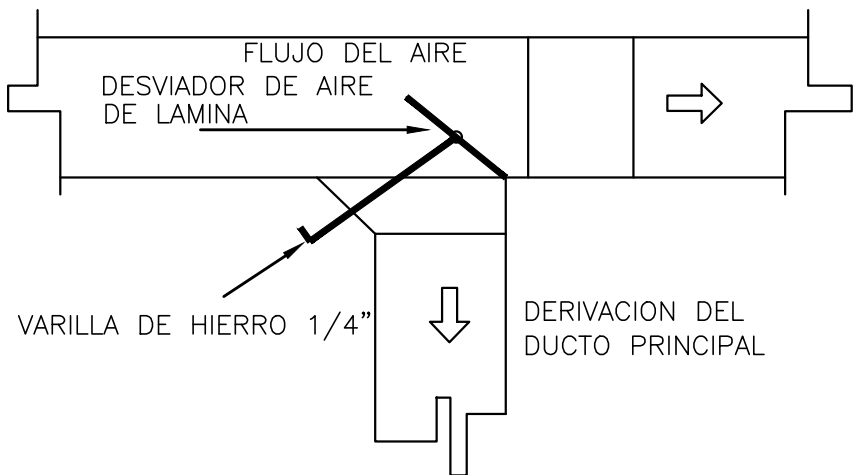 FLUJO DEL AIRE
DESVIADOR DE AIRE
DE LAMINA
VARILLA DE HIERRO 1/4”
DERIVACION DEL
DUCTO PRINCIPAL